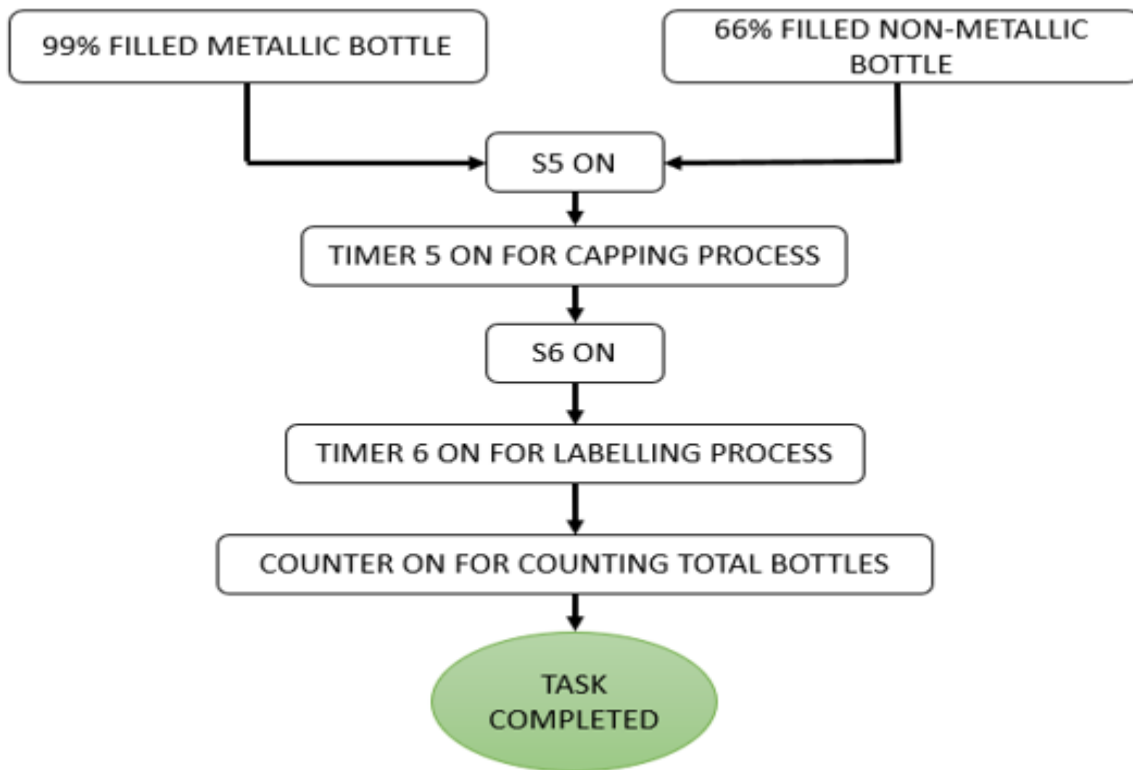 99% FILLED METALLIC BOTTLE
66% FILLED NON-METALLIC
BOTTLE
S5 ON
TIMER 5 ON FOR CAPPING PROCESS
S6 ON
TIMER 6 ON FOR LABELLING PROCESS
COUNTER ON FOR COUNTING TOTAL BOTTLES
TASK
COMPLETED